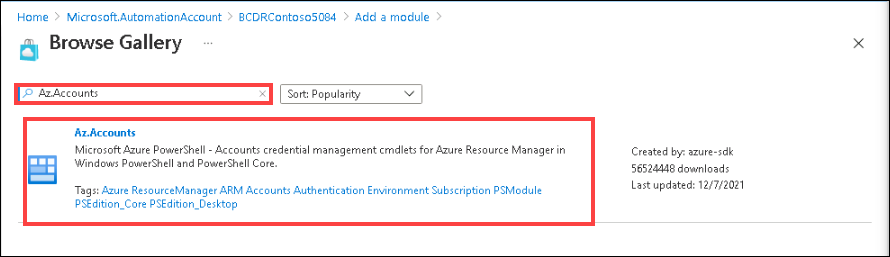 Home > Microsoft.AutomationAccount > BCDRContoso5084 > Add a module >
Browse Gallery ...
Az.Accounts
Sort: Popularity
Az.Accounts
Microsoft Azure PowerShell - Accounts credential management cmdlets for Azure Resource Manager in
Windows PowerShell and PowerShell Core.
Tags: Azure ResourceManager ARM Accounts Authentication Environment Subscription PSModule
PSEdition_Core PSEdition_Desktop
Created by: azure-sdk
56524448 downloads
Last updated: 12/7/2021